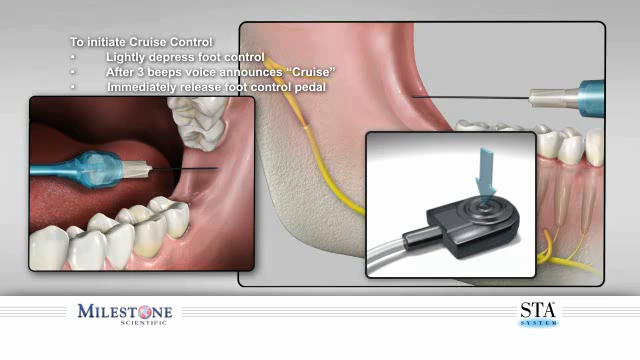 To initiate Cruise Control
• Lightly depress foot control
• After 3 beeps voice announces “Cruise”
• Immediately release foot control pedal
MILESTONE
SCIENTIFIC
STA
SYSTEM